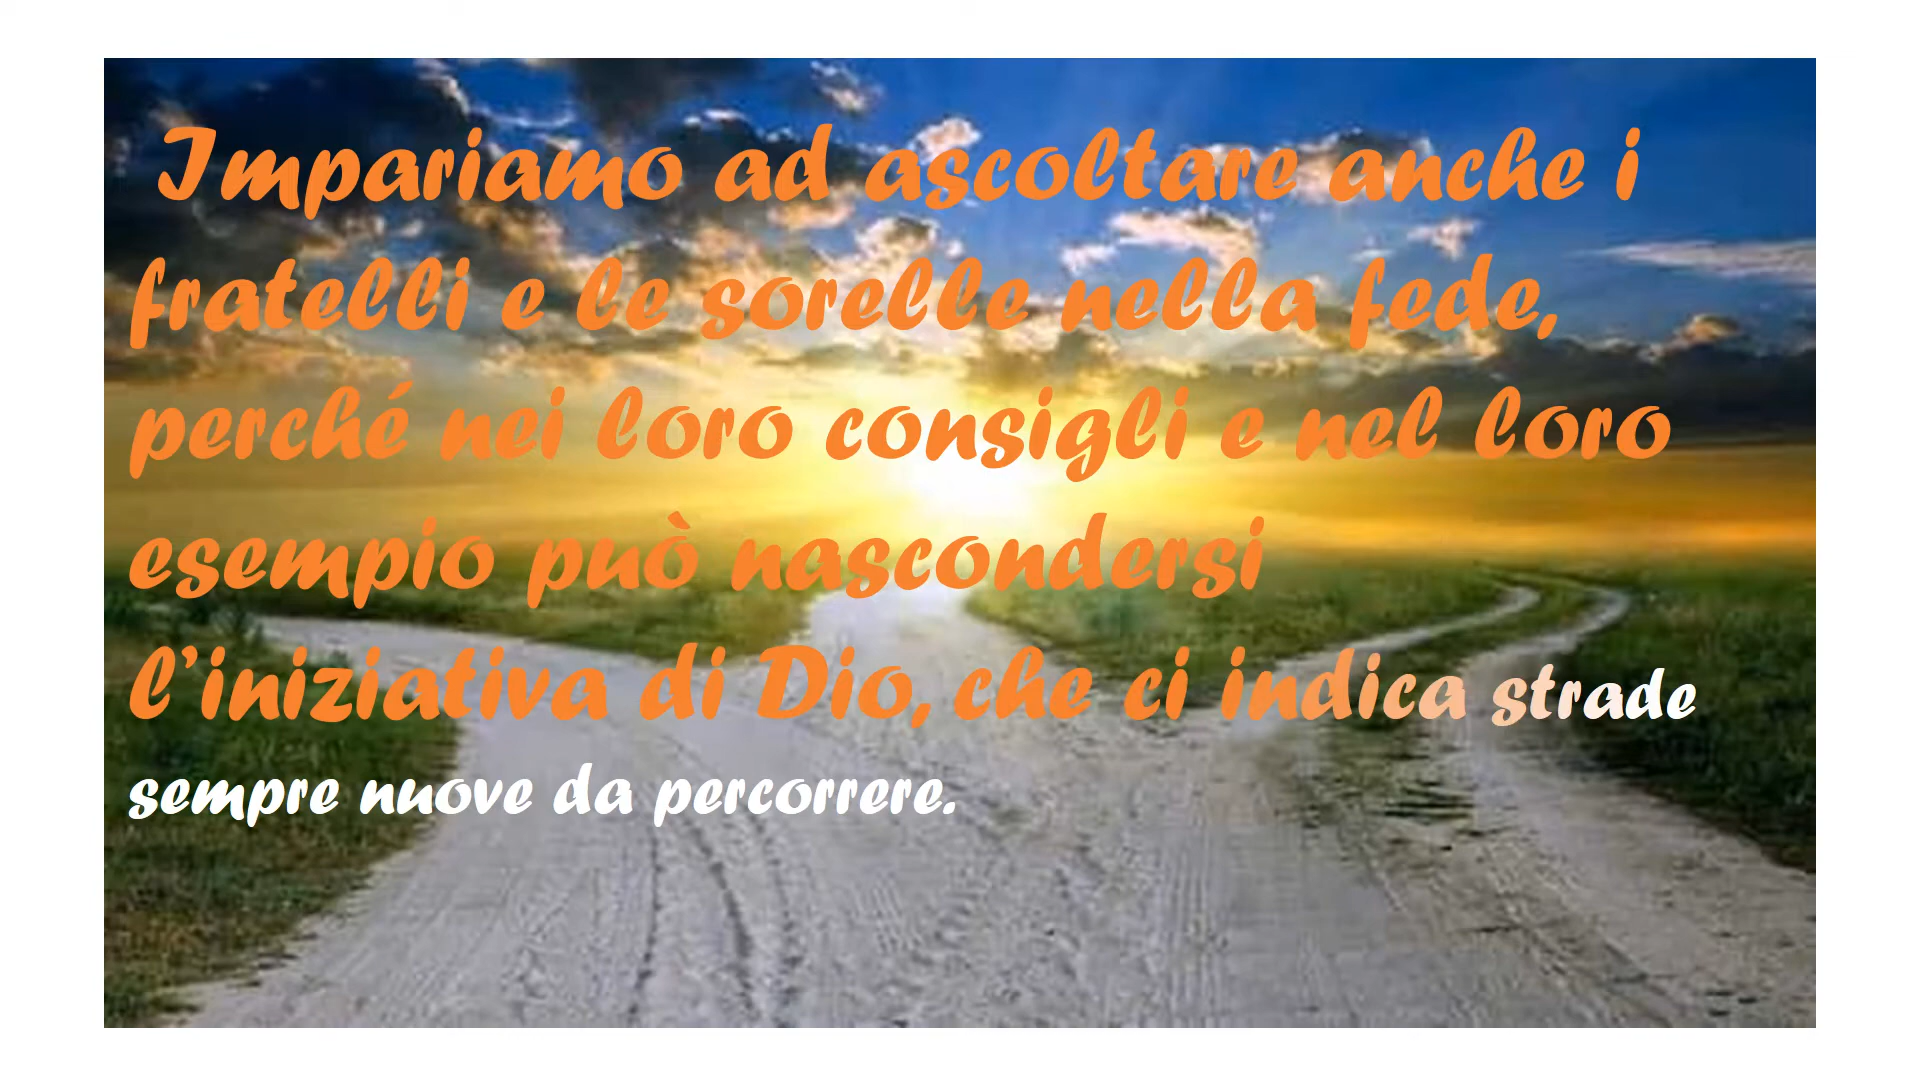 Impariamo ad ascoltare anche i
fratelli e le sorelle nella fede,
perché nei loro consigli e nel loro
esempio può nascondersi
l’iniziativa di Dio, che ci indica strade
sempre nuove da percorrere.